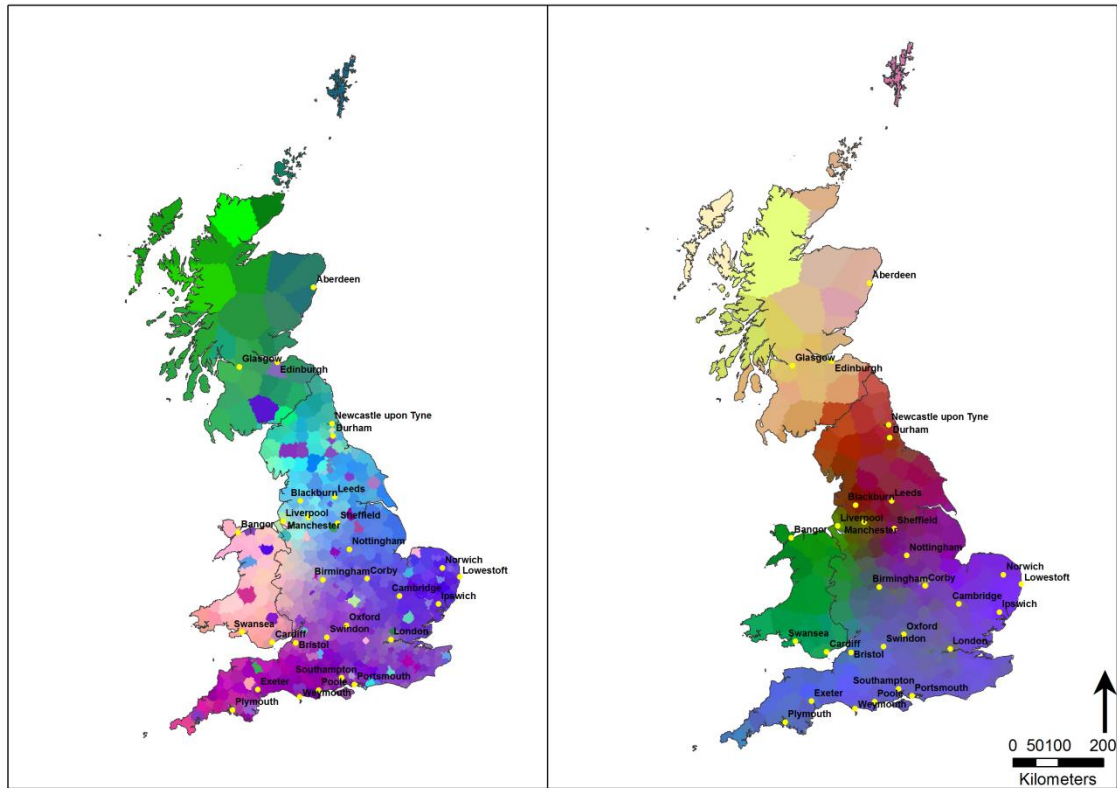 Aberdeen
Glasgow
Edinburgh
Newcastle upon Tyne
Durham
Blackburn
Leeds
Liverpool
Sheffield
Manchester
Bangor
Nottingham
Norwich
Lowestoft
Birmingham
Corby
Cambridge
Ipswich
Swansea
Oxford
Swindon
Cardiff
London
Bristol
Southampton
Portsmouth
Exeter
Poole
Weymouth
Plymouth
Aberdeen
Glasgow
Edinburgh
Newcastle upon Tyne
Durham
Blackburn
Leeds
Liverpool
Sheffield
Manchester
Bangor
Nottingham
Norwich
Lowestoft
Birmingham
Corby
Cambridge
Ipswich
Swansea
Oxford
Swindon
Cardiff
London
Bristol
Southampton
Portsmouth
Exeter
Poole
Weymouth
Plymouth
0 50100 200
Kilometers